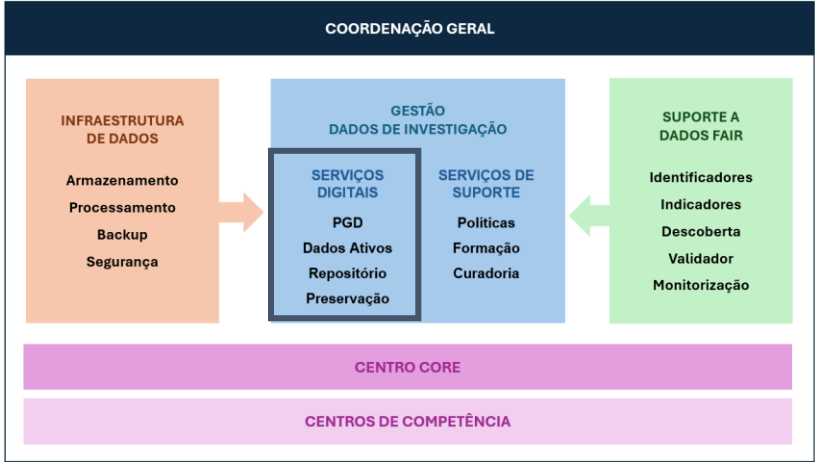 COORDENAÇÃO GERAL
INFRAESTRUTURA
DE DADOS
Armazenamento
Processamento
Backup
Segurança
GESTÃO
DADOS DE INVESTIGAÇÃO
SERVIÇOS
DIGITAIS
PGD
Dados Ativos
Repositório
Preservação
SERVIÇOS DE
SUPORTE
Políticas
Formação
Curadoria
SUPORTE A
DADOS FAIR
Identificadores
Indicadores
Descoberta
Validador
Monitorização
CENTRO CORE
CENTROS DE COMPETÊNCIA